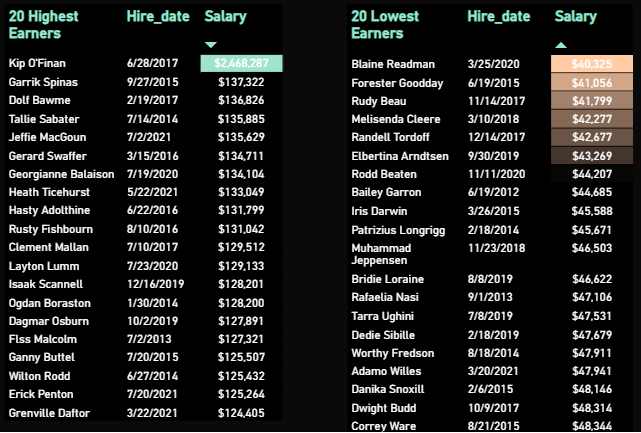 20 Highest Earners Hire_date Salary
Kip O'Finan 6/28/2017 $2,468,287
Garrik Spinas 9/27/2015 $137,322
Dolf Bawme 2/19/2017 $136,826
Tallie Sabater 7/14/2014 $135,885
Jeffie MacGoun 7/2/2021 $135,629
Gerard Swaffer 3/15/2016 $134,711
Georgianne Balaison 7/19/2020 $134,104
Heath Ticehurst 5/22/2021 $133,049
Hasty Adolthine 6/22/2016 $131,799
Rusty Fishbourn 8/10/2016 $131,042
Clement Mallan 7/10/2017 $129,512
Layton Lumm 7/23/2020 $129,133
Isaak Scannell 12/16/2019 $128,201
Ogdan Boraston 1/30/2014 $128,200
Dagmar Osburn 10/2/2019 $127,891
Flss Malcolm 7/2/2013 $127,321
Ganny Buttel 7/20/2015 $125,507
Wilton Rodd 6/27/2014 $125,432
Erick Penton 7/20/2021 $125,264
Grenville Daftor 3/22/2021 $124,405
20 Lowest Earners Hire_date Salary
Blaine Readman 3/25/2020 $40,325
Forester Goodday 6/19/2015 $41,056
Rudy Beau 11/14/2017 $41,799
Melisenda Cleere 3/10/2018 $42,277
Randell Tordoff 12/14/2017 $42,677
Elbertina Arndtsen 9/30/2019 $43,269
Rodd Beaten 11/11/2020 $44,207
Bailey Garron 6/19/2012 $44,685
Iris Darwin 3/26/2015 $45,588
Patrizius Longrigg 2/18/2014 $45,671
Muhammad Jeppensen 11/23/2018 $46,503
Bridie Loraine 8/8/2019 $46,622
Rafaelia Nasi 9/1/2013 $47,106
Tarra Ughini 7/8/2019 $47,531
Dedie Sibille 2/18/2019 $47,679
Worthy Fredson 8/18/2014 $47,911
Adamo Willes 3/20/2021 $47,941
Danika Snoxill 2/6/2015 $48,146
Dwight Budd 10/9/2017 $48,314
Correy Ware 8/21/2015 $48,344